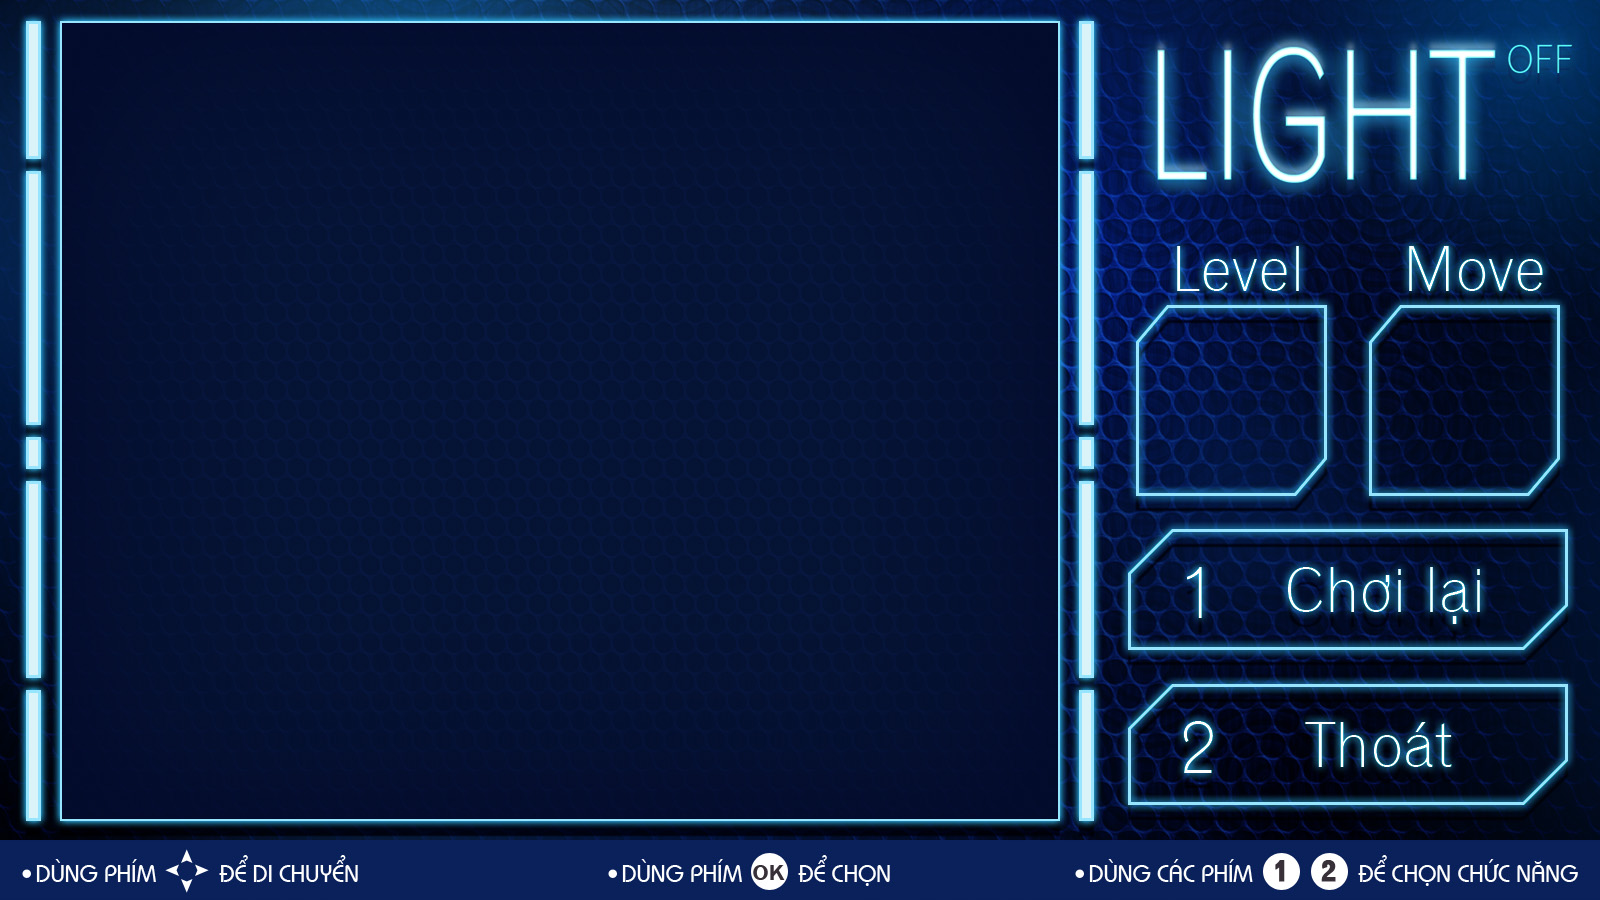 LIGHT OFF
Level Move
1 Chơi lại
2 Thoát
• DÙNG PHÍM ĐỂ DI CHUYỂN • DÙNG PHÍM OK ĐỂ CHỌN • DÙNG CÁC PHÍM 1 2 ĐỂ CHỌN CHỨC NĂNG